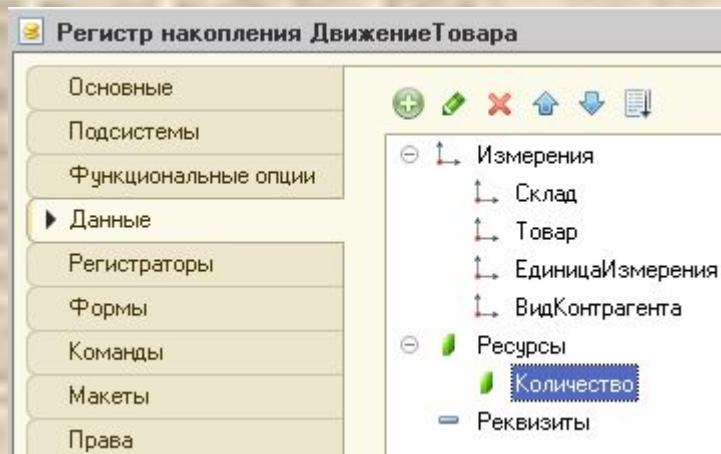 Регистр накопления ДвижениеТовара
Основные
Подсистемы
Функциональные опции
Данные
Регистраторы
Формы
Команды
Макеты
Права
Измерения
Склад
Товар
ЕдиницаИзмерения
ВидКонтрагента
Ресурсы
Количество
Реквизиты